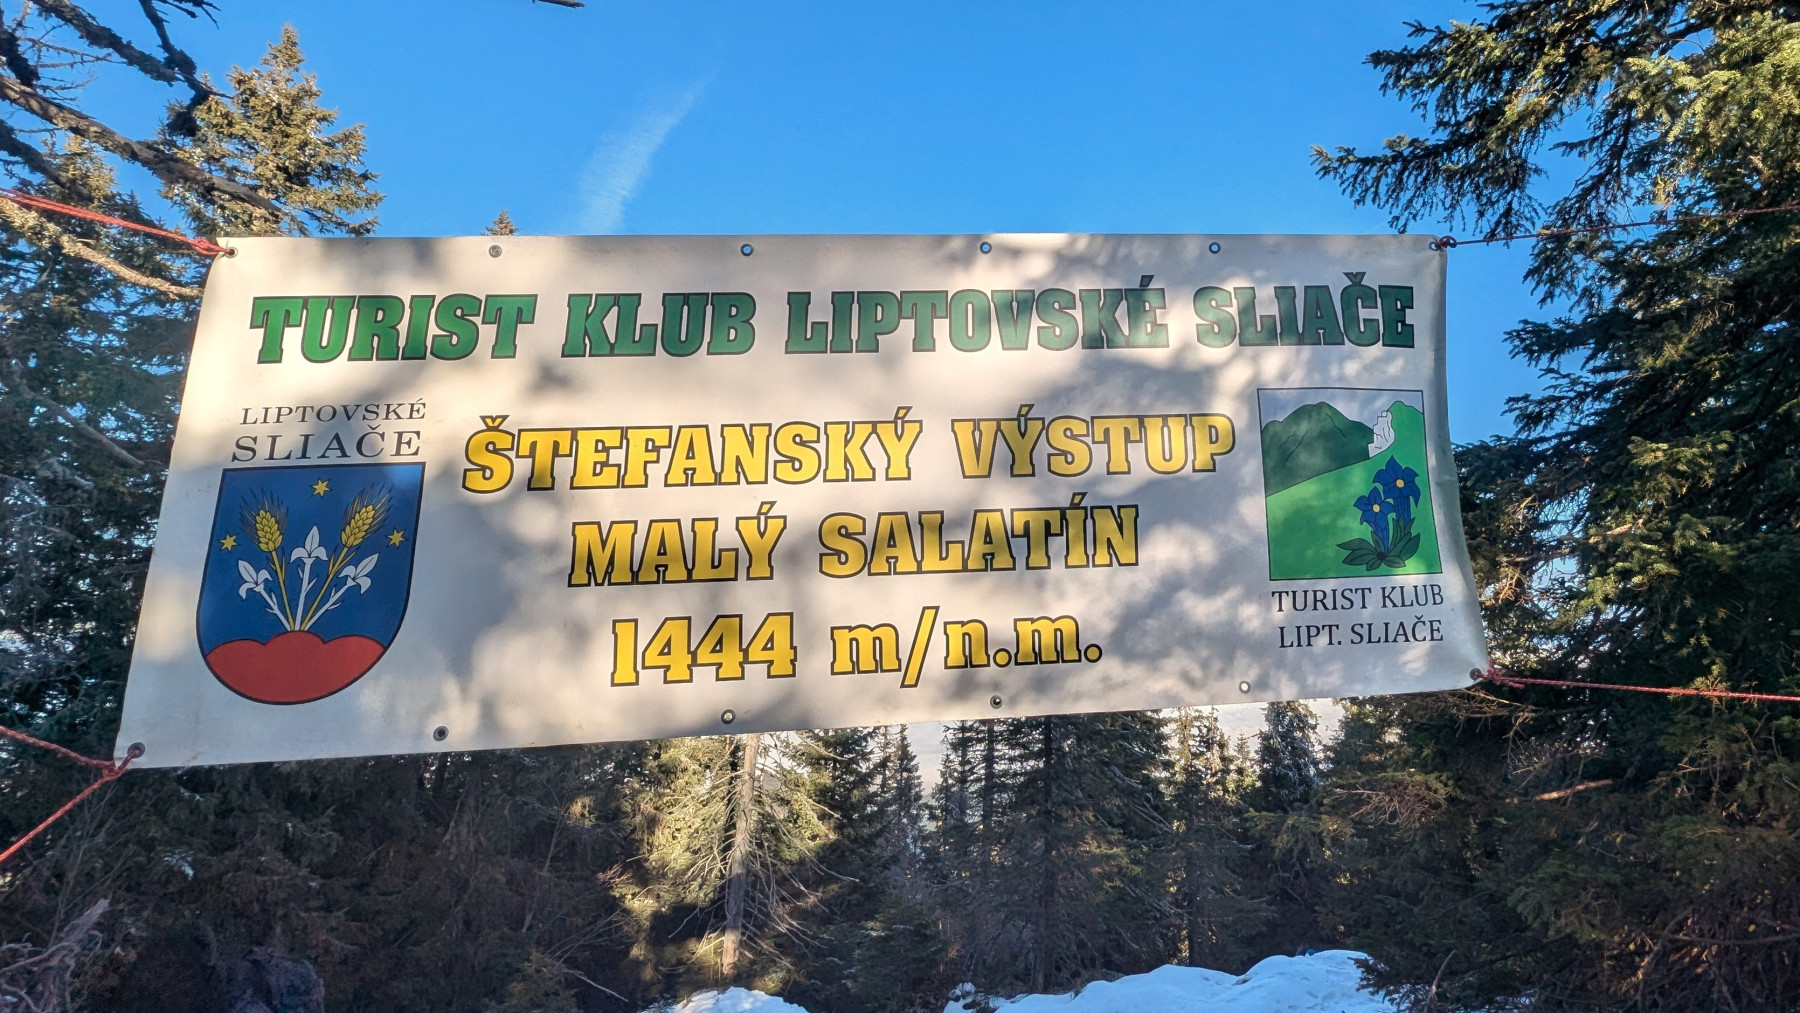 TURIST KLUB LIPTOVSKÉ SLIAČE
LIPTOVSKÉ
SLIAČE
ŠTEFANSKÝ VÝSTUP
MALÝ SALATÍN
1444 m/n.m.
TURIST KLUB
LIPT. SLIAČE